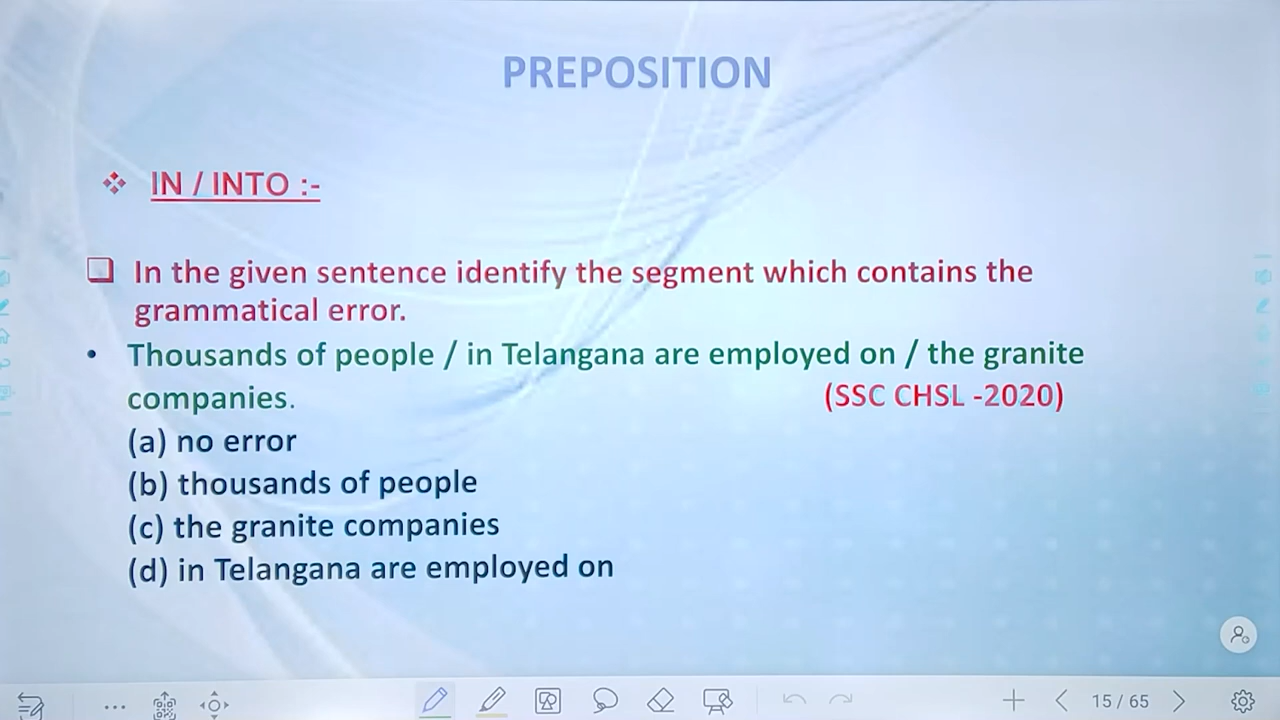 PREPOSITION
❖ IN / INTO :-
❑ In the given sentence identify the segment which contains the
grammatical error.
• Thousands of people / in Telangana are employed on / the granite
companies. (SSC CHSL -2020)
(a) no error
(b) thousands of people
(c) the granite companies
(d) in Telangana are employed on
15 / 65